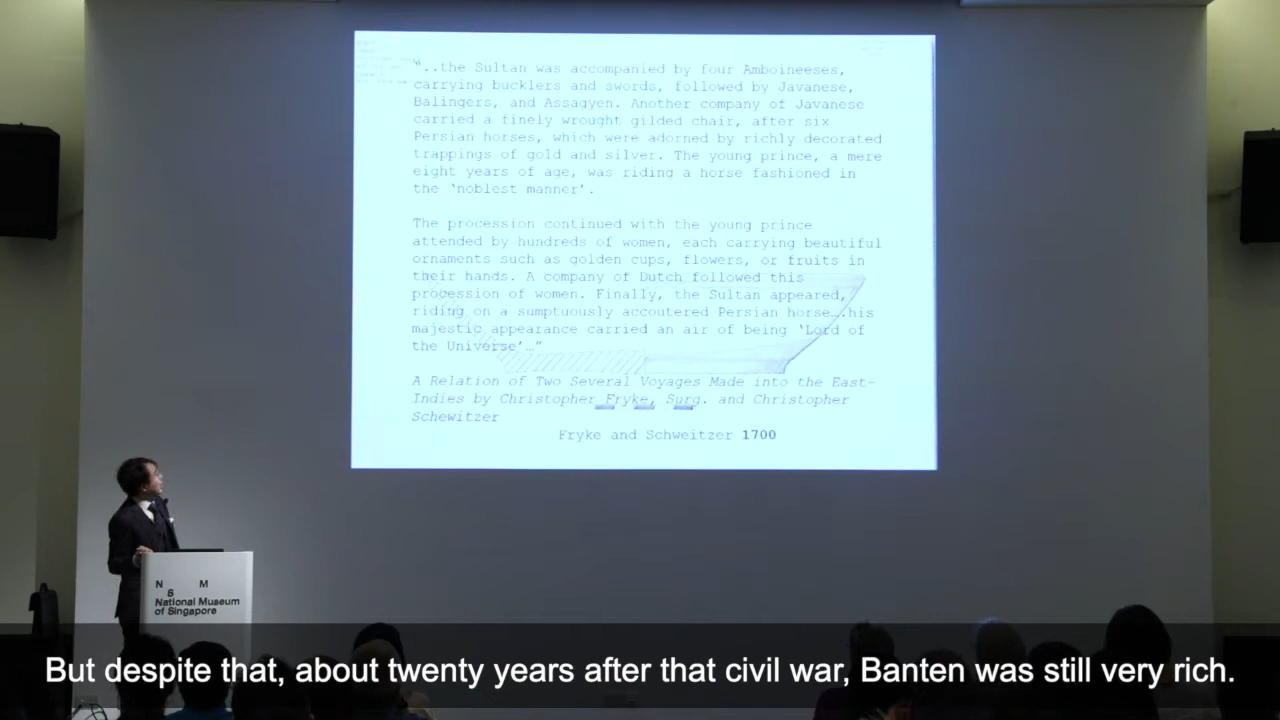 "..the Sultan was accompanied by four Amboineeses,
carrying bucklers and swords, followed by Javanese,
Balingers, and Assagyen. Another company of Javanese
carried a finely wrought gilded chair, after six
Persian horses, which were adorned by richly decorated
trappings of gold and silver. The young prince, a mere
eight years of age, was riding a horse fashioned in
the 'noblest manner'.
The procession continued with the young prince
attended by hundreds of women, each carrying beautiful
ornaments such as golden cups, flowers, or fruits in
their hands. A company of Dutch followed this
procession of women. Finally, the Sultan appeared,
riding on a sumptuously accoutered Persian horse….his
majestic appearance carried an air of being 'Lord of
the Universe'…"
A Relation of Two Several Voyages Made into the East-
Indies by Christopher Fryke, Surg. and Christopher
Schewitzer
Fryke and Schweitzer 1700
N M
S
National Museum
of Singapore
But despite that, about twenty years after that civil war, Banten was still very rich.